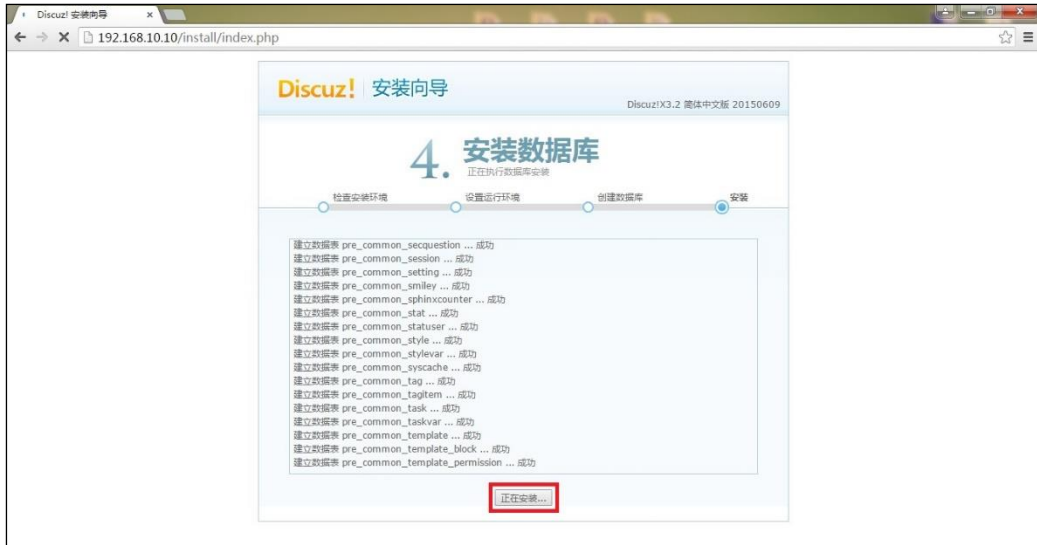 Discuz! 安装向导
192.168.10.10/install/index.php
Discuz! 安装向导
Discuz!X3.2 简体中文版 20150609
4. 安装数据库
正在执行数据库安装
检查安装环境 设置运行环境 创建数据库 安装
建立数据表 pre_common_secquestion ... 成功
建立数据表 pre_common_session ... 成功
建立数据表 pre_common_setting ... 成功
建立数据表 pre_common_smiley ... 成功
建立数据表 pre_common_sphinxcounter ... 成功
建立数据表 pre_common_stat ... 成功
建立数据表 pre_common_statuser ... 成功
建立数据表 pre_common_style ... 成功
建立数据表 pre_common_stylevar ... 成功
建立数据表 pre_common_syscache ... 成功
建立数据表 pre_common_tag ... 成功
建立数据表 pre_common_tagitem ... 成功
建立数据表 pre_common_task ... 成功
建立数据表 pre_common_taskvar ... 成功
建立数据表 pre_common_template ... 成功
建立数据表 pre_common_template_block ... 成功
建立数据表 pre_common_template_permission ... 成功
正在安装...